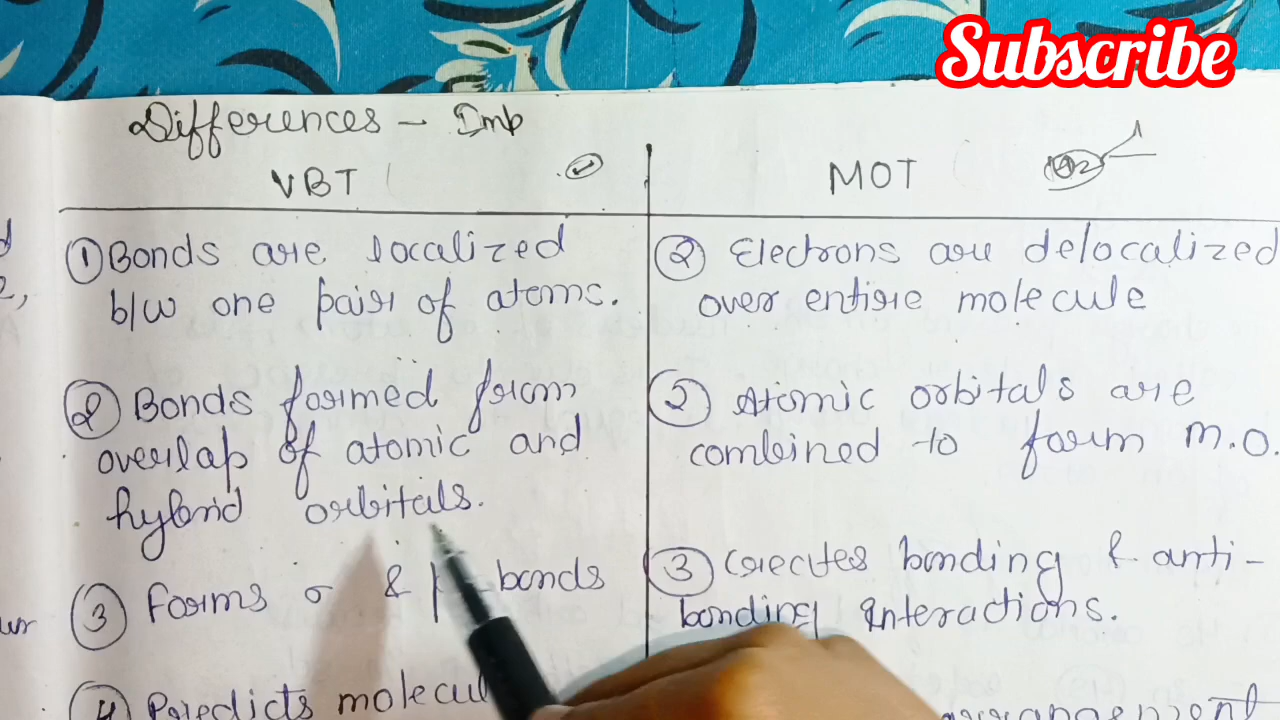 Subscribe
Differences - Imp
VBT
MOT
① Bonds are localized
b/w one pair of atoms.
② Bonds formed from
overlap of atomic and
hybrid orbitals.
③ Forms σ & bonds
④ Predicts
② Electrons are delocalized
over entire molecule
② Atomic orbitals are
combined to form M.O.
③ Creates bonding & anti-
bonding interactions.